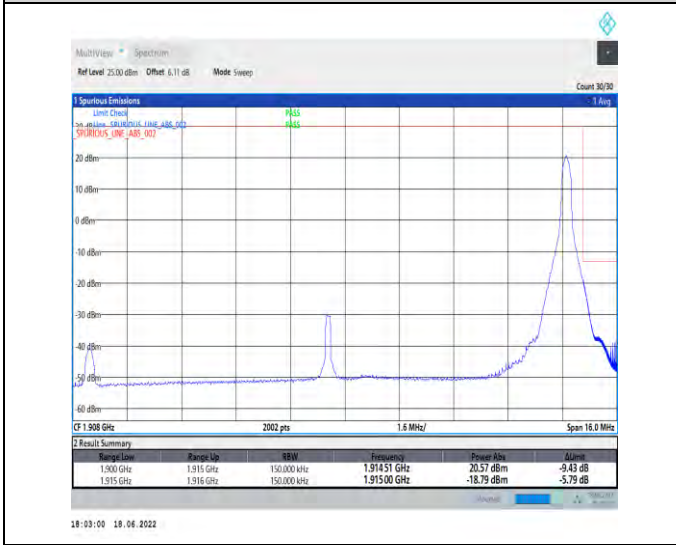 MultiView Spectrum
Ref Level 25.00 dBm Offset 6.11 dB Mode Sweep
Count 30/30
1 Spurious Emissions 1 Avg
Limit Check PASS
Line _SPURIOUS_LINE_ABS_002 PASS
SPURIOUS_LINE_ABS_002
20 dBm
10 dBm
0 dBm
-10 dBm
-20 dBm
-30 dBm
-40 dBm
-50 dBm
-60 dBm
CF 1.908 GHz 2002 pts 1.6 MHz/ Span 16.0 MHz
2 Result Summary
Range Low Range Up RBW Frequency Power Abs ΔLimit
1.900 GHz 1.915 GHz 150.000 kHz 1.91451 GHz 20.57 dBm -9.43 dB
1.915 GHz 1.916 GHz 150.000 kHz 1.91500 GHz -18.79 dBm -5.79 dB
18:03:00 18.06.2022